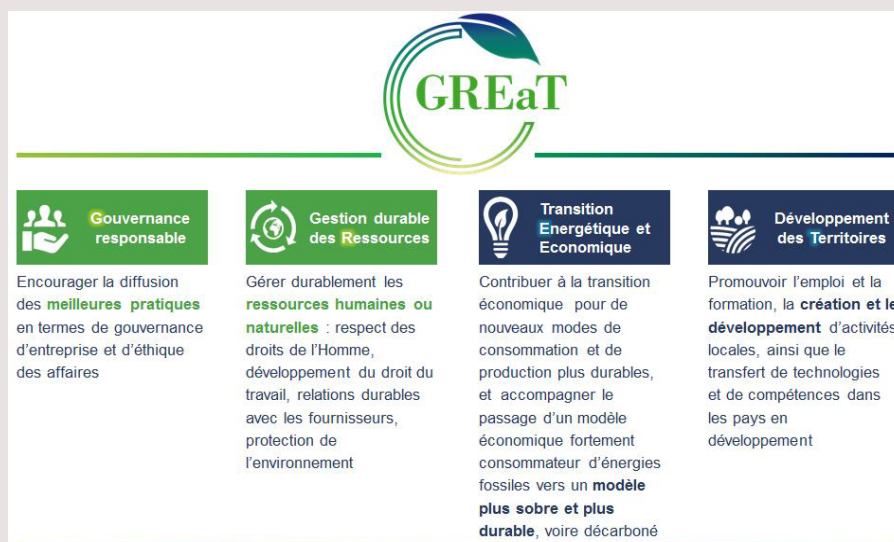 GREaT
Gouvernance
responsable
Encourager la diffusion
des meilleures pratiques
en termes de gouvernance
d'entreprise et d'éthique
des affaires
Gestion durable
des Ressources
Gérer durablement les
ressources humaines ou
naturelles : respect des
droits de l'Homme,
développement du droit du
travail, relations durables
avec les fournisseurs,
protection de
l'environnement
Transition
Energétique et
Economique
Contribuer à la transition
économique pour de
nouveaux modes de
consommation et de
production plus durables,
et accompagner le
passage d'un modèle
économique fortement
consommateur d'énergies
fossiles vers un modèle
plus sobre et plus
durable, voire décarboné
Développement
des Territoires
Promouvoir l'emploi et la
formation, la création et le
développement d'activités
locales, ainsi que le
transfert de technologies
et de compétences dans
les pays en
développement